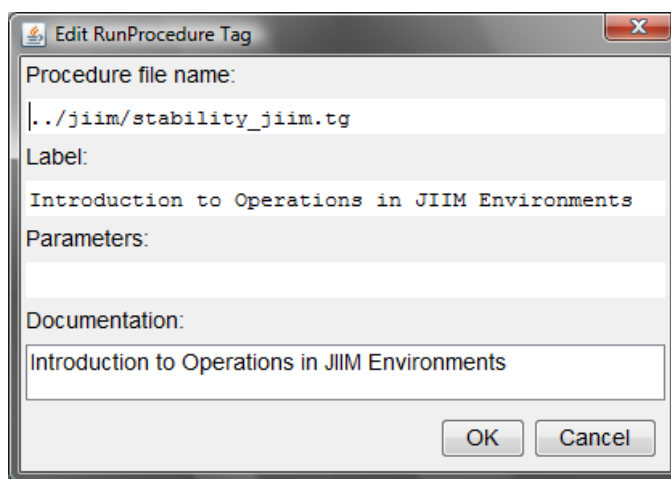 Edit RunProcedure Tag
Procedure file name:
../jiim/stability_jiim.tg
Label:
Introduction to Operations in JIIM Environments
Parameters:
Documentation:
Introduction to Operations in JIIM Environments
OK Cancel